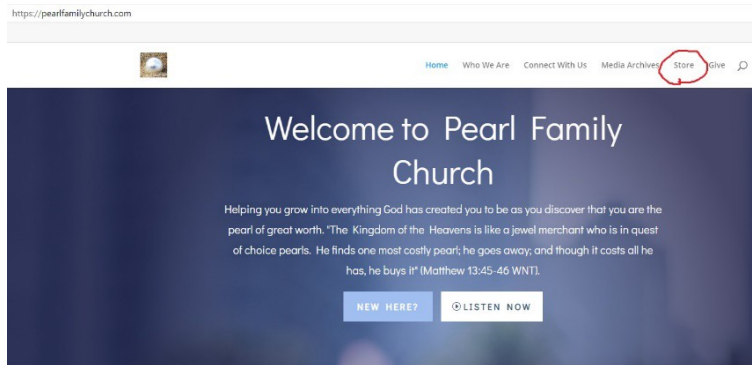 https://pearlfamilychurch.com
Home Who We Are Connect With Us Media Archives Store Give
Welcome to Pearl Family
Church
Helping you grow into everything God has created you to be as you discover that you are the
pearl of great worth. "The Kingdom of the Heavens is like a jewel merchant who is in quest
of choice pearls. He finds one most costly pearl; he goes away; and though it costs all he
has, he buys it" (Matthew 13:45-46 WNT).
NEW HERE? LISTEN NOW